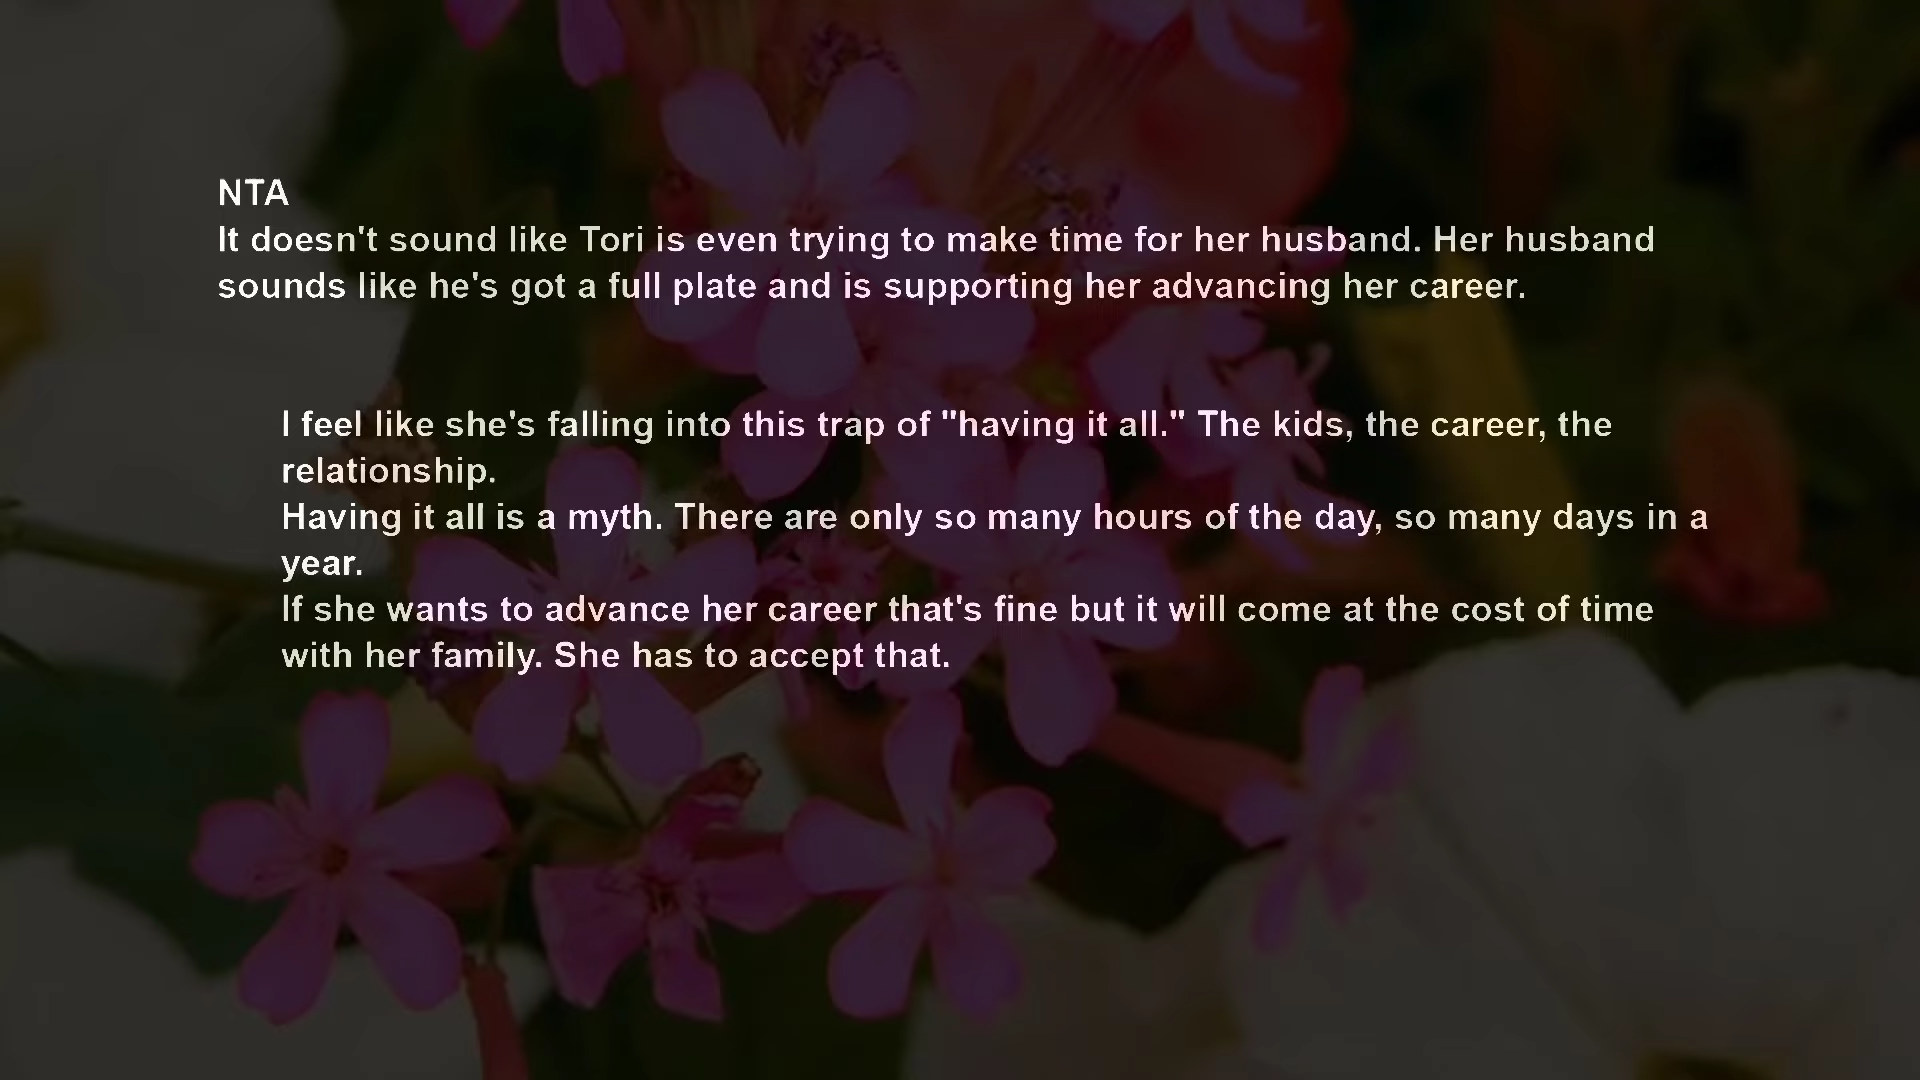 NTA
It doesn't sound like Tori is even trying to make time for her husband. Her husband
sounds like he's got a full plate and is supporting her advancing her career.
I feel like she's falling into this trap of "having it all." The kids, the career, the
relationship.
Having it all is a myth. There are only so many hours of the day, so many days in a
year.
If she wants to advance her career that's fine but it will come at the cost of time
with her family. She has to accept that.